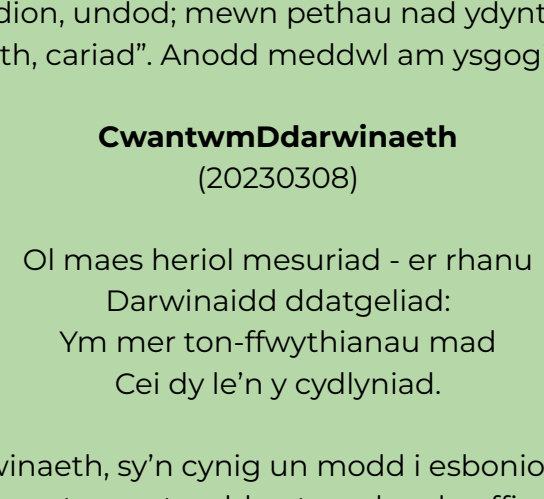 dion, undod; mewn pethau nad ydynt
th, cariad”. Anodd meddwl am ysgog
CwantwmDdarwinaeth
(20230308)
Ol maes heriol mesuriad - er rhanu
Darwinaidd ddatgeliad:
Ym mer ton-ffwythianau mad
Cei dy le’n y cydlyniad.
winaeth, sy’n cynig un modd i esbonio